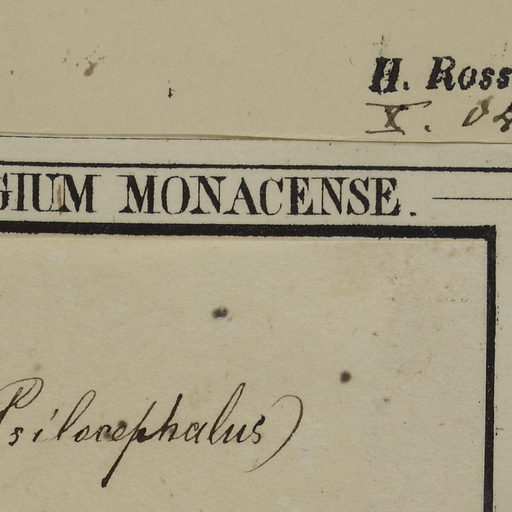 H. Ross
X. 
GIUM MONACENSE.
Psilocephalus)